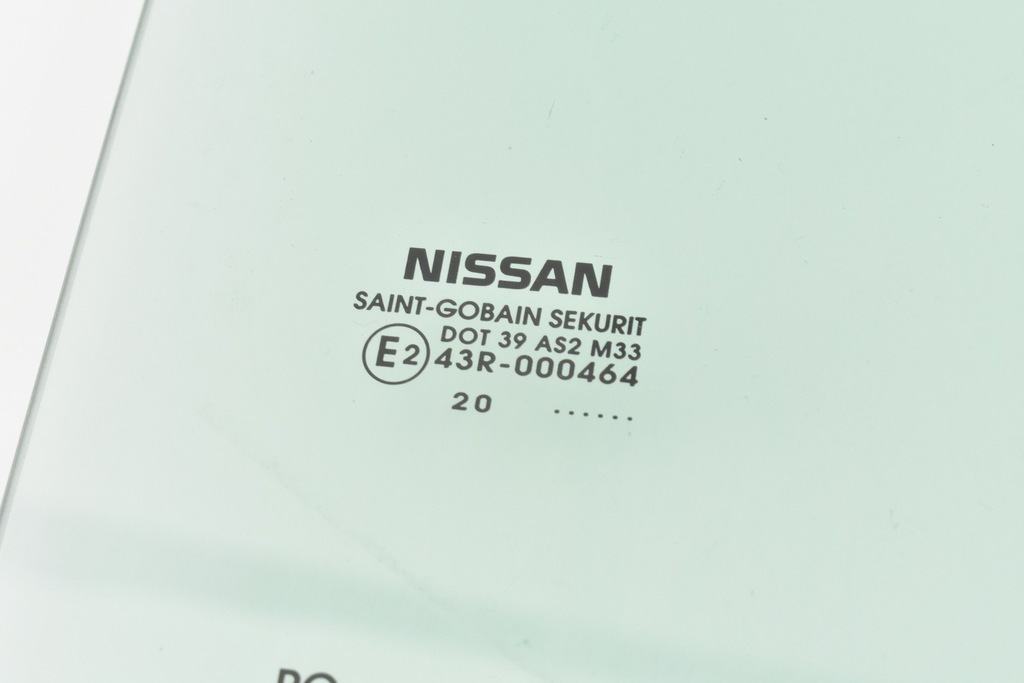 NISSAN
SAINT-GOBAIN SEKURIT
DOT 39 AS2 M33
E2 43R-000464
20 ......